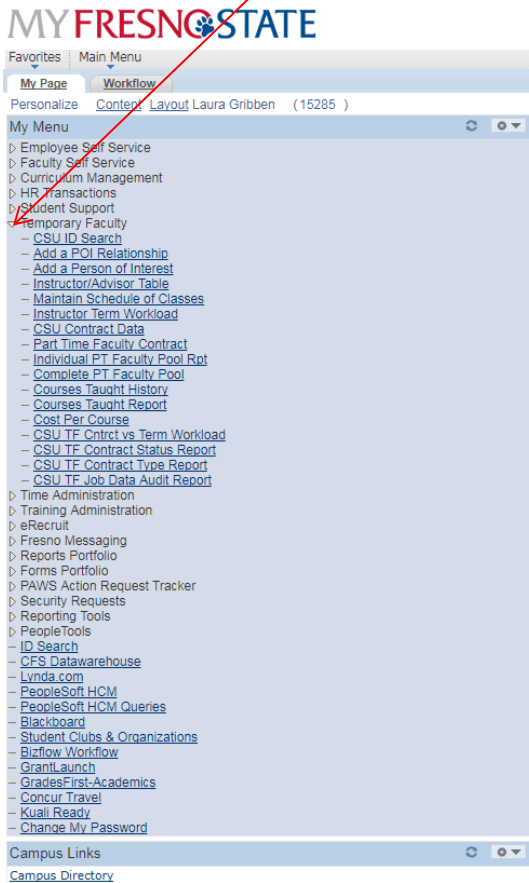 MY FRESNO STATE
Favorites Main Menu
My Page Workflow
Personalize Content Layout Laura Gribben (15285 )
My Menu
Employee Self Service
Faculty Self Service
Curriculum Management
HR Transactions
Student Support
Temporary Faculty
– CSU ID Search
– Add a POI Relationship
– Add a Person of Interest
– Instructor/Advisor Table
– Maintain Schedule of Classes
– Instructor Term Workload
– CSU Contract Data
– Part Time Faculty Contract
– Individual PT Faculty Pool Rpt
– Complete PT Faculty Pool
– Courses Taught History
– Courses Taught Report
– Cost Per Course
– CSU TF Cntrct vs Term Workload
– CSU TF Contract Status Report
– CSU TF Contract Type Report
– CSU TF Job Data Audit Report
Time Administration
Training Administration
eRecruit
Fresno Messaging
Reports Portfolio
Forms Portfolio
PAWS Action Request Tracker
Security Requests
Reporting Tools
PeopleTools
– ID Search
– CFS Datawarehouse
– Lynda.com
– PeopleSoft HCM
– PeopleSoft HCM Queries
– Blackboard
– Student Clubs & Organizations
– Bizflow Workflow
– GrantLaunch
– GradesFirst-Academics
– Concur Travel
– Kuali Ready
– Change My Password
Campus Links
Campus Directory